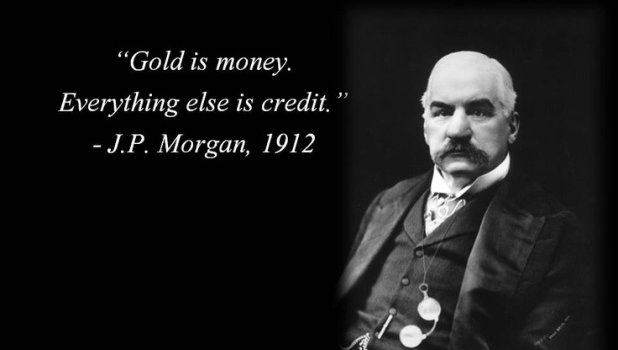 “Gold is money.
Everything else is credit.”
- J.P. Morgan, 1912